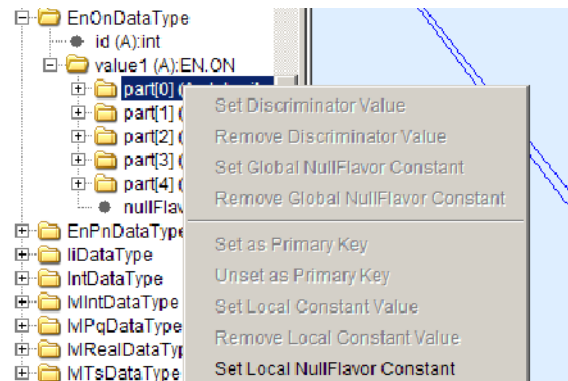 EnOnDataType
id (A):int
value1 (A):EN.ON
part[0] (
part[1] (
part[2] (
part[3] (
part[4] (
nullFlav
EnPnDataType
IiDataType
IntDataType
IvlIntDataType
IvlPqDataType
IvlRealDataTyp
IvlTsDataType
Set Discriminator Value
Remove Discriminator Value
Set Global NullFlavor Constant
Remove Global NullFlavor Constant
Set as Primary Key
Unset as Primary Key
Set Local Constant Value
Remove Local Constant Value
Set Local NullFlavor Constant